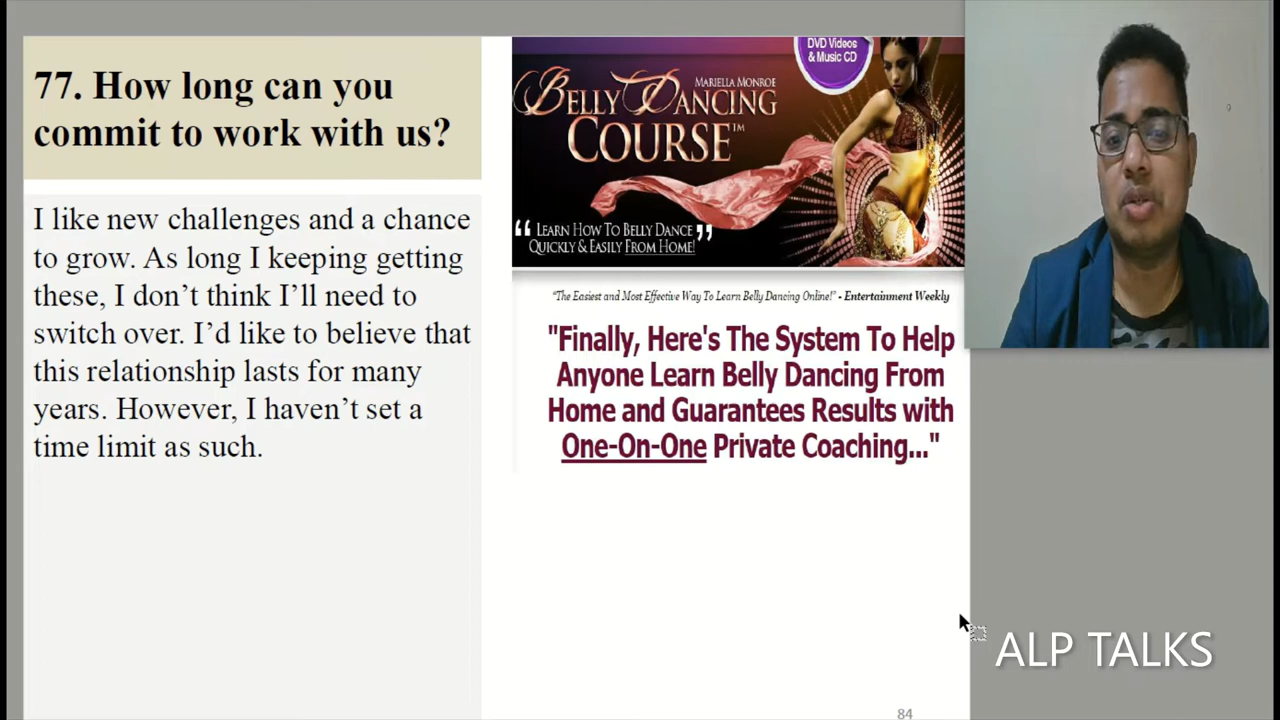 77. How long can you
commit to work with us?
I like new challenges and a chance
to grow. As long I keeping getting
these, I don’t think I’ll need to
switch over. I’d like to believe that
this relationship lasts for many
years. However, I haven’t set a
time limit as such.
DVD Videos
& Music CD
MARIELLA MONROE
BELLY DANCING
COURSE™
“ LEARN HOW TO BELLY DANCE
QUICKLY & EASILY FROM HOME! ”
"The Easiest and Most Effective Way To Learn Belly Dancing Online!" - Entertainment Weekly
"Finally, Here's The System To Help
Anyone Learn Belly Dancing From
Home and Guarantees Results with
One-On-One Private Coaching..."
ALP TALKS
84